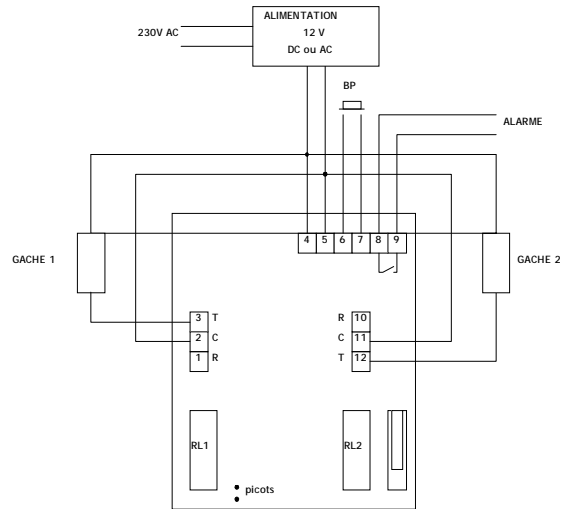 ALIMENTATION
12 V
DC ou AC
230V AC
BP
ALARME
4 5 6 7 8 9
GACHE 1
GACHE 2
3 T
2 C
1 R
R 10
C 11
T 12
RL1
RL2
picots